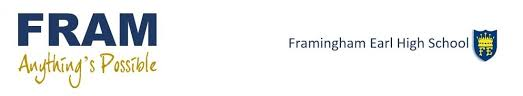 FRAM
Anything's Possible
Framingham Earl High School
F E